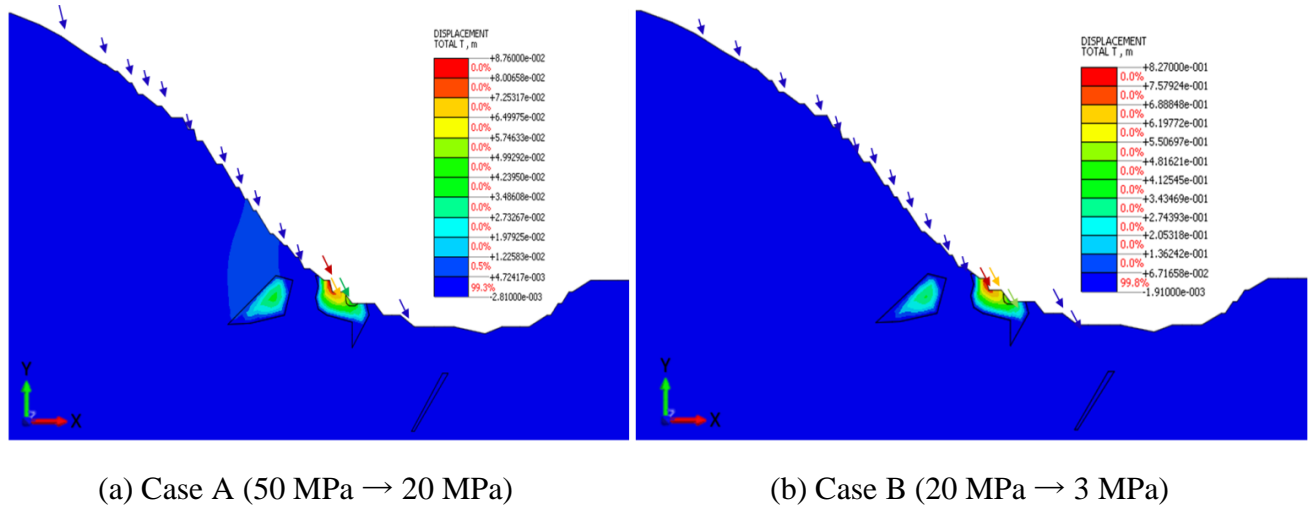 DISPLACEMENT
TOTAL T , m
+8.76000e-002
0.0%
+8.00658e-002
0.0%
+7.25317e-002
0.0%
+6.49975e-002
0.0%
+5.74633e-002
0.0%
+4.99292e-002
0.0%
+4.23950e-002
0.0%
+3.48608e-002
0.0%
+2.73267e-002
0.0%
+1.97925e-002
0.0%
+1.22583e-002
0.5%
+4.72417e-003
99.3%
-2.81000e-003
Y
Z
X
DISPLACEMENT
TOTAL T , m
+8.27000e-001
0.0%
+7.57924e-001
0.0%
+6.88848e-001
0.0%
+6.19772e-001
0.0%
+5.50697e-001
0.0%
+4.81621e-001
0.0%
+4.12545e-001
0.0%
+3.43469e-001
0.0%
+2.74393e-001
0.0%
+2.05318e-001
0.0%
+1.36242e-001
0.0%
+6.71658e-002
99.8%
-1.91000e-003
Y
Z
X
(a) Case A (50 MPa → 20 MPa)
(b) Case B (20 MPa → 3 MPa)